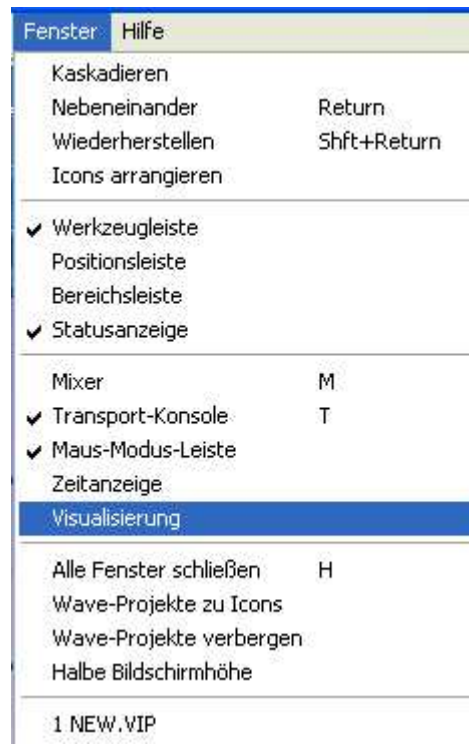 Fenster Hilfe
Kaskadieren
Nebeneinander Return
Wiederherstellen Shft+Return
Icons arrangieren
Werkzeugleiste
Positionsleiste
Bereichsleiste
Statusanzeige
Mixer M
Transport-Konsole T
Maus-Modus-Leiste
Zeitanzeige
Visualisierung
Alle Fenster schließen H
Wave-Projekte zu Icons
Wave-Projekte verbergen
Halbe Bildschirmhöhe
1 NEW.VIP